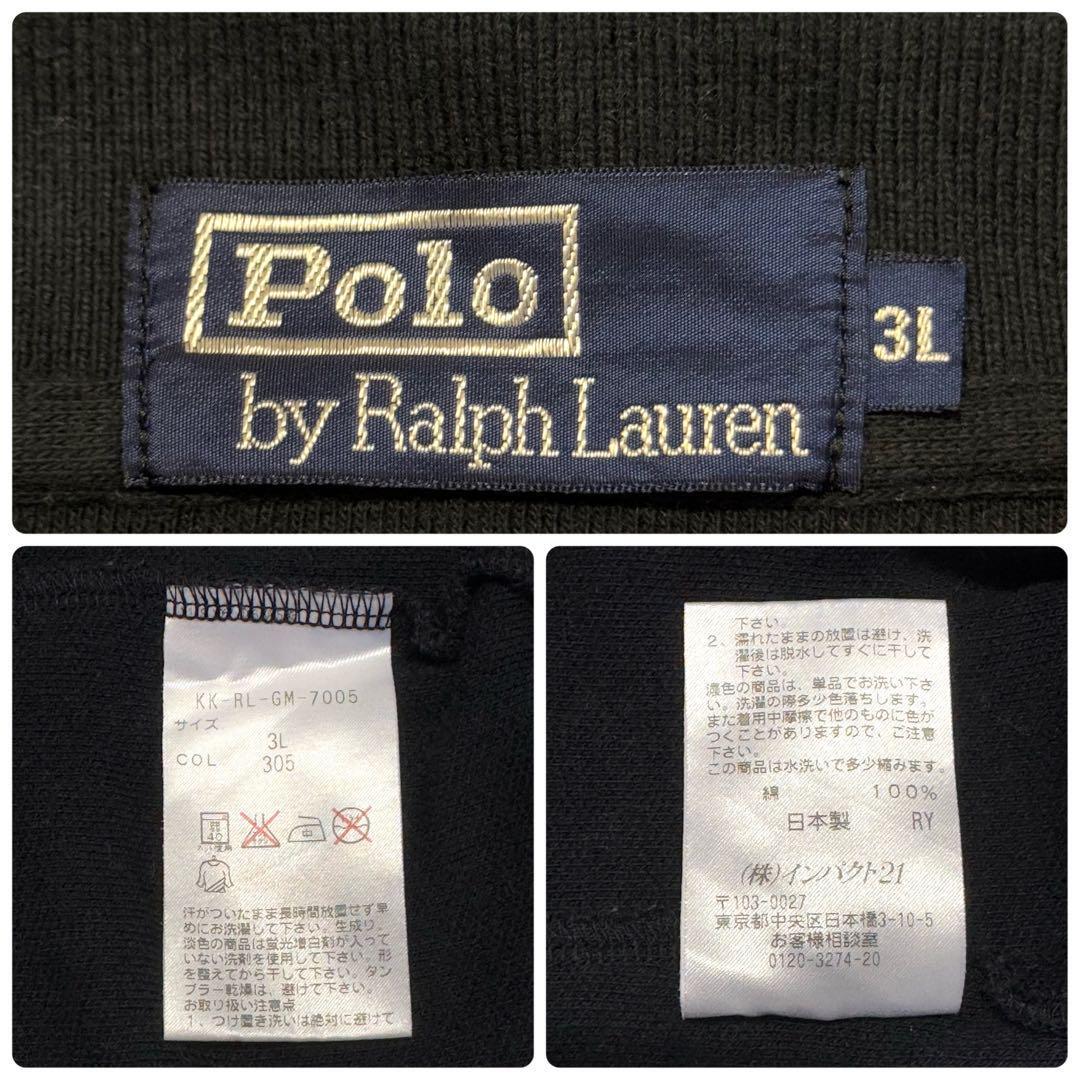 Polo
by Ralph Lauren
3L
KK-RL-GM-7005
サイズ
3L
COL 305
40
ネット使用
中
汗がついたまま長時間放置せず早
めにお洗濯して下さい。生成り、
淡色の商品は蛍光増白剤が入って
いない洗剤を使用して下さい。形
を整えてから干して下さい。タン
ブラー乾燥は、避けて下さい。
お取り扱い注意点
1、つけ置き洗いは絶対に避けて
下さい。
2、濡れたままの放置は避け、洗
濯後は脱水してすぐに干して
下さい。
濃色の商品は、単品でお洗い下さ
い。洗濯の際多少色落ちします。
また着用中摩擦で他のものに色が
つくことがありますので、ご注意
下さい。
この商品は水洗いで多少縮みます。
綿 100%
日本製 RY
(株)インパクト21
〒103-0027
東京都中央区日本橋3-10-5
お客様相談室
0120-3274-20